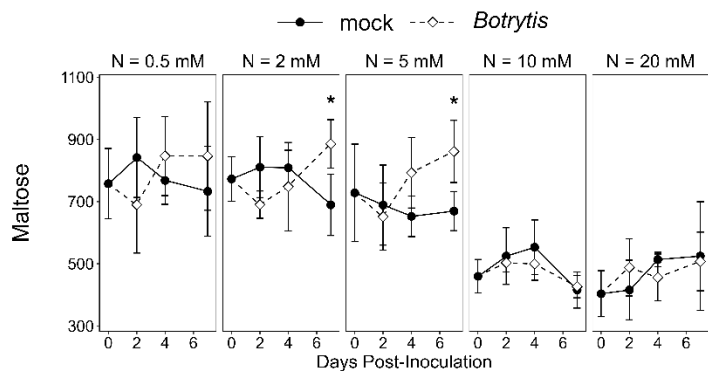 mock Botrytis
N = 0.5 mM N = 2 mM N = 5 mM N = 10 mM N = 20 mM
1100
900
700
500
300
Maltose
* *
0 2 4 6 0 2 4 6 0 2 4 6 0 2 4 6 0 2 4 6
Days Post-Inoculation